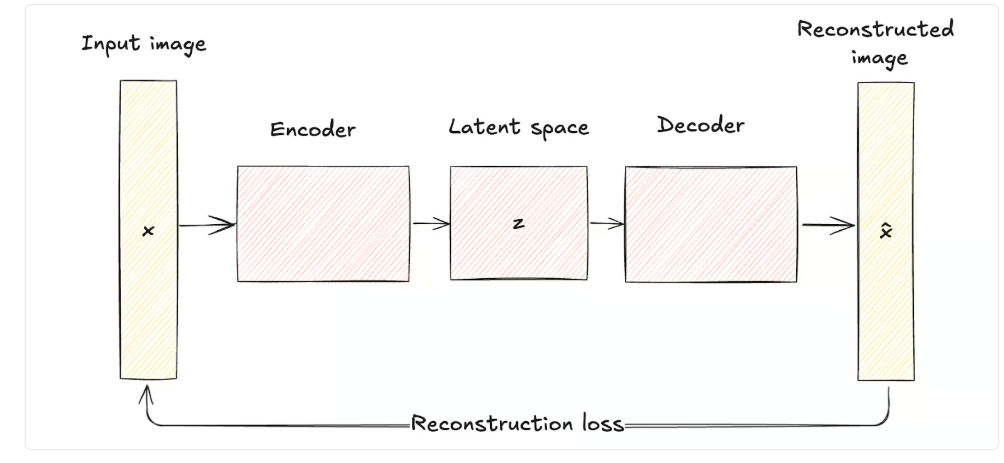 Input image
Reconstructed
image
Encoder
Latent space
Decoder
x
z
x̂
Reconstruction loss